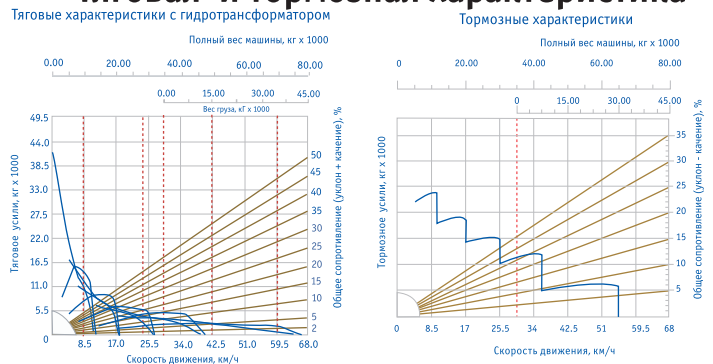 Тяговая и тормозная характеристика
Тяговые характеристики с гидротрансформатором
Полный вес машины, кг x 1000
0.00 20.00 40.00 60.00 80.00
0.00 15.00 30.00 45.00
Вес груза, кГ x 1000
Тяговое усили, кг x 1000
49.5
44.0
38.5
33.0
27.5
22.0
16.5
11.0
5.5
0
8.5 17.0 25.5 34.0 42.5 51.0 59.5 68.0
Скорость движения, км/ч
50
45
40
35
30
25
20
15
10
5
2
Общее сопротивление (уклон + качение), %
Тормозные характеристики
Полный вес машины, кг x 1000
0 20.00 40.00 60.00 80.00
0 15.00 30.00 45.00
Тормозное усили, кг x 1000
0 8.5 17 25.5 34 42.5 51 59.5 68
Скорость движения, км/ч
35
30
25
20
15
10
5
Общее сопротивление (уклон - качение), %